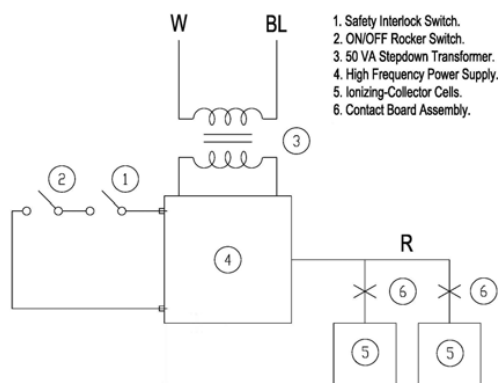 W
BL
1. Safety Interlock Switch.
2. ON/OFF Rocker Switch.
3. 50 VA Stepdown Transformer.
4. High Frequency Power Supply.
5. Ionizing-Collector Cells.
6. Contact Board Assembly.
3
2
1
4
R
6
6
5
5